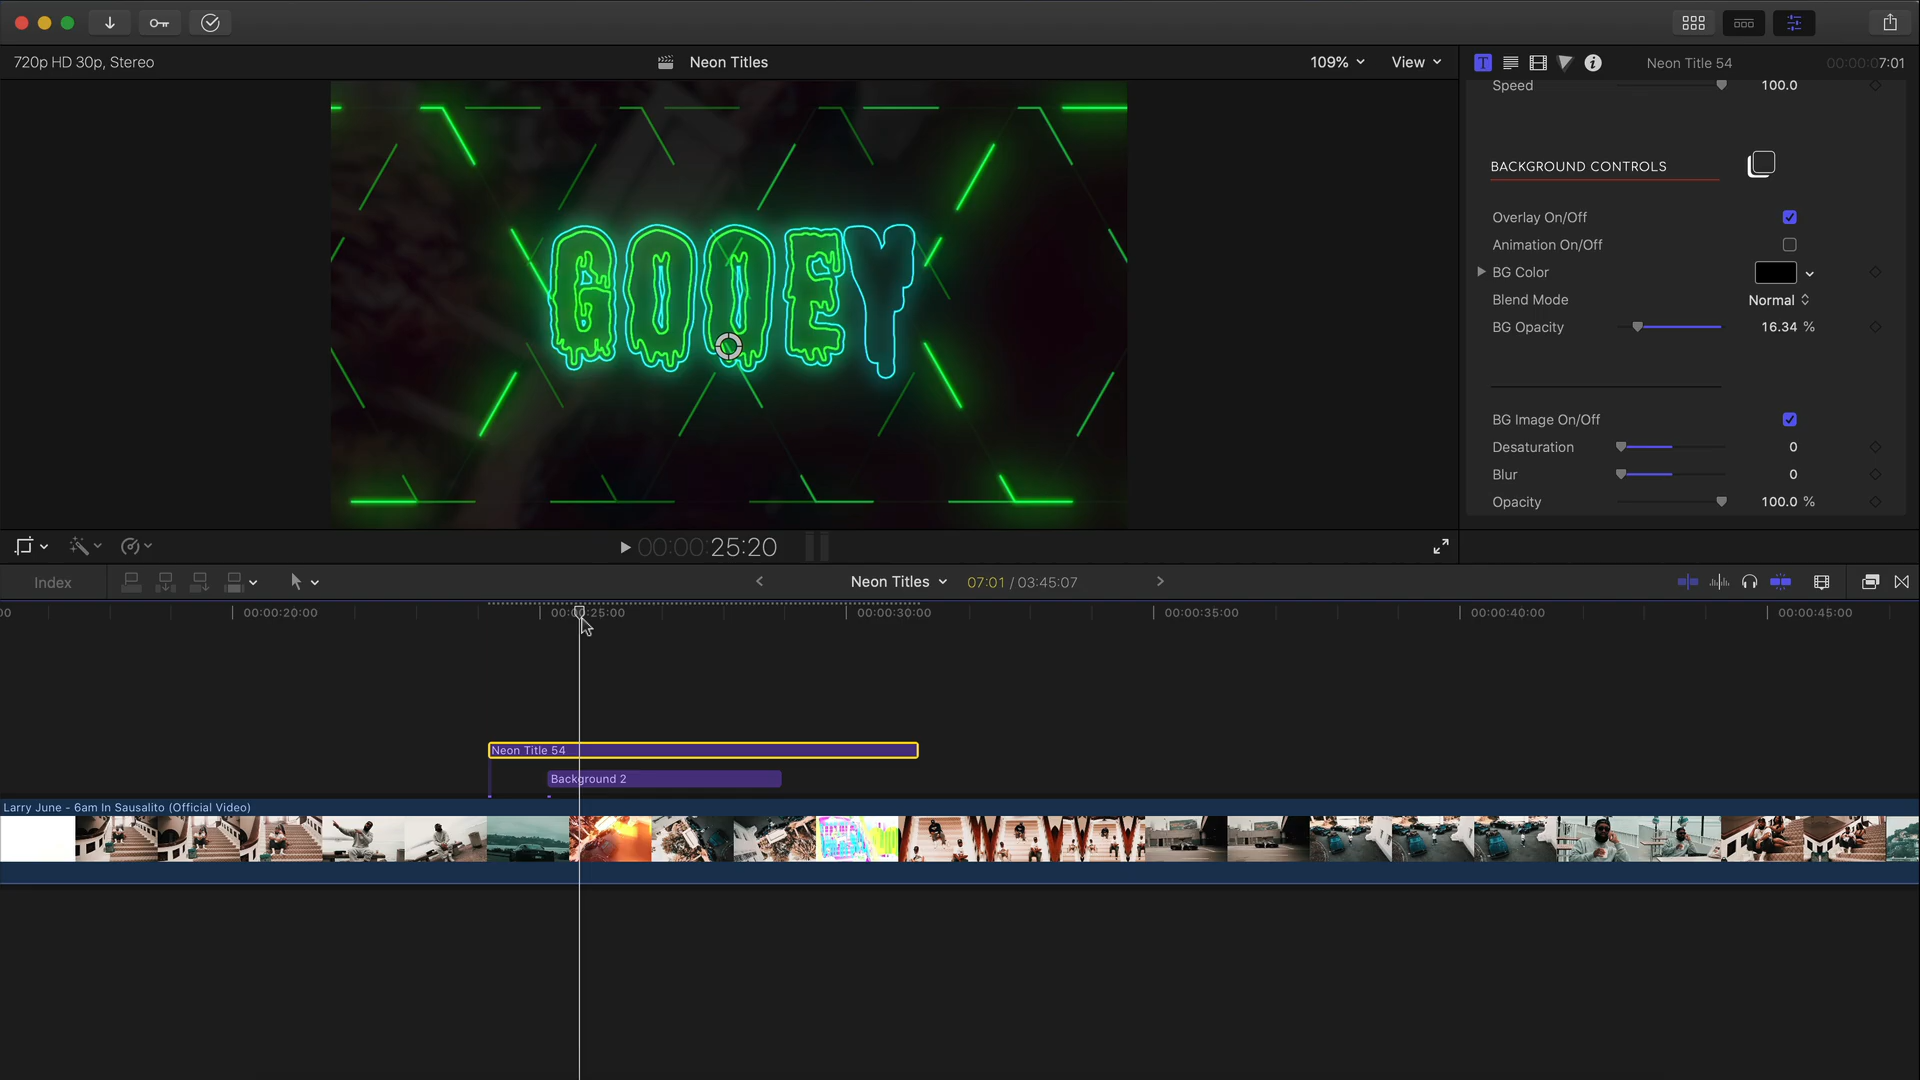 720p HD 30p, Stereo
Neon Titles
109%
View
T
i
Neon Title 54
00:00:07:01
Speed
100.0
BACKGROUND CONTROLS
Overlay On/Off
Animation On/Off
BG Color
Blend Mode
Normal
BG Opacity
16.34 %
BG Image On/Off
Desaturation
0
Blur
0
Opacity
100.0 %
GOOEY
00:00:25:20
Index
Neon Titles
07:01 / 03:45:07
00:00:20:00
00:00:25:00
00:00:30:00
00:00:35:00
00:00:40:00
00:00:45:00
Neon Title 54
Background 2
Larry June - 6am In Sausalito (Official Video)